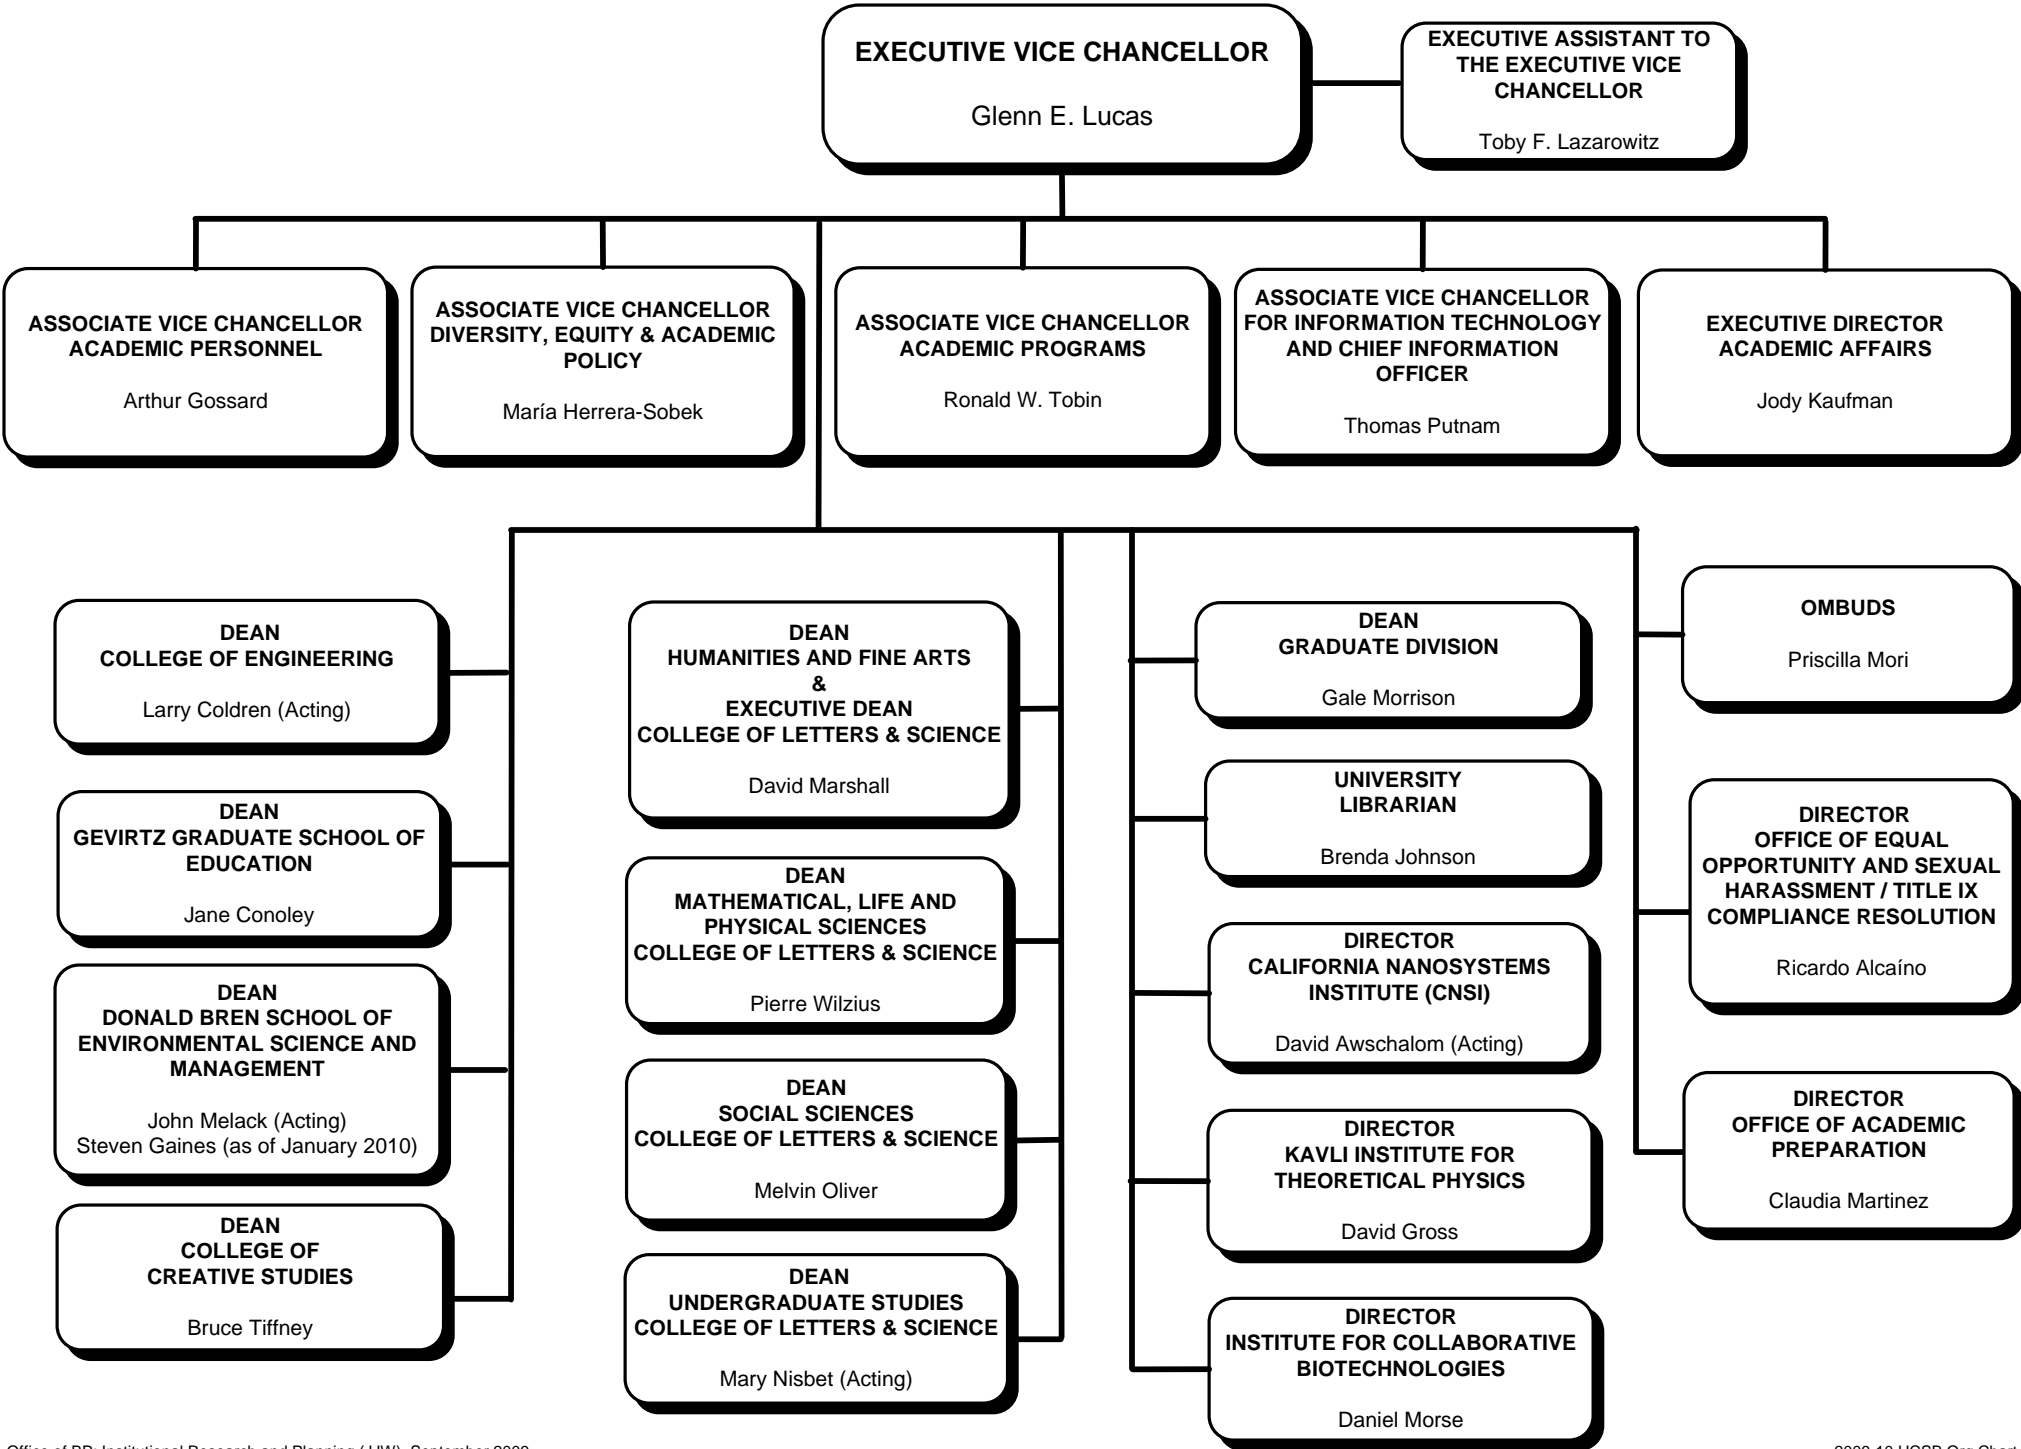 EXECUTIVE VICE CHANCELLOR
Glenn E. Lucas
EXECUTIVE ASSISTANT TO
THE EXECUTIVE VICE
CHANCELLOR
Toby F. Lazarowitz
ASSOCIATE VICE CHANCELLOR
ACADEMIC PERSONNEL
Arthur Gossard
ASSOCIATE VICE CHANCELLOR
DIVERSITY, EQUITY & ACADEMIC
POLICY
María Herrera-Sobek
ASSOCIATE VICE CHANCELLOR
ACADEMIC PROGRAMS
Ronald W. Tobin
ASSOCIATE VICE CHANCELLOR
FOR INFORMATION TECHNOLOGY
AND CHIEF INFORMATION
OFFICER
Thomas Putnam
EXECUTIVE DIRECTOR
ACADEMIC AFFAIRS
Jody Kaufman
DEAN
COLLEGE OF ENGINEERING
Larry Coldren (Acting)
DEAN
GEVIRTZ GRADUATE SCHOOL OF
EDUCATION
Jane Conoley
DEAN
DONALD BREN SCHOOL OF
ENVIRONMENTAL SCIENCE AND
MANAGEMENT
John Melack (Acting)
Steven Gaines (as of January 2010)
DEAN
COLLEGE OF
CREATIVE STUDIES
Bruce Tiffney
DEAN
HUMANITIES AND FINE ARTS
&
EXECUTIVE DEAN
COLLEGE OF LETTERS & SCIENCE
David Marshall
DEAN
MATHEMATICAL, LIFE AND
PHYSICAL SCIENCES
COLLEGE OF LETTERS & SCIENCE
Pierre Wilzius
DEAN
SOCIAL SCIENCES
COLLEGE OF LETTERS & SCIENCE
Melvin Oliver
DEAN
UNDERGRADUATE STUDIES
COLLEGE OF LETTERS & SCIENCE
Mary Nisbet (Acting)
DEAN
GRADUATE DIVISION
Gale Morrison
UNIVERSITY
LIBRARIAN
Brenda Johnson
DIRECTOR
CALIFORNIA NANOSYSTEMS
INSTITUTE (CNSI)
David Awschalom (Acting)
DIRECTOR
KAVLI INSTITUTE FOR
THEORETICAL PHYSICS
David Gross
DIRECTOR
INSTITUTE FOR COLLABORATIVE
BIOTECHNOLOGIES
Daniel Morse
OMBUDS
Priscilla Mori
DIRECTOR
OFFICE OF EQUAL
OPPORTUNITY AND SEXUAL
HARASSMENT / TITLE IX
COMPLIANCE RESOLUTION
Ricardo Alcaíno
DIRECTOR
OFFICE OF ACADEMIC
PREPARATION
Claudia Martinez